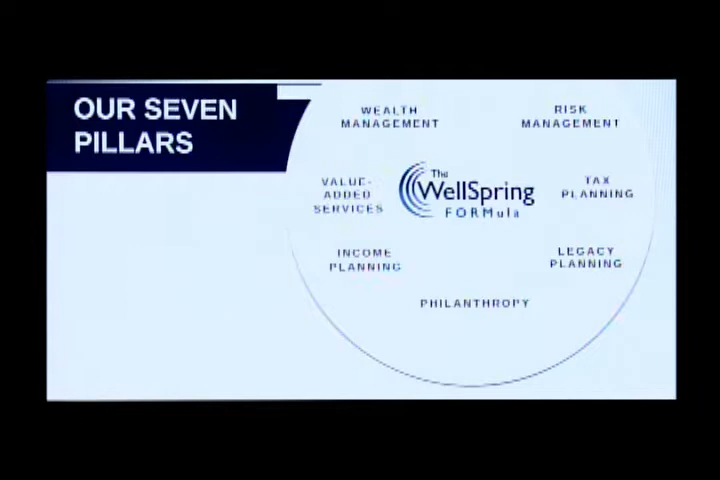 OUR SEVEN
PILLARS
WEALTH
MANAGEMENT
RISK
MANAGEMENT
VALUE-
ADDED
SERVICES
The
WellSpring
FORMula
TAX
PLANNING
INCOME
PLANNING
LEGACY
PLANNING
PHILANTHROPY